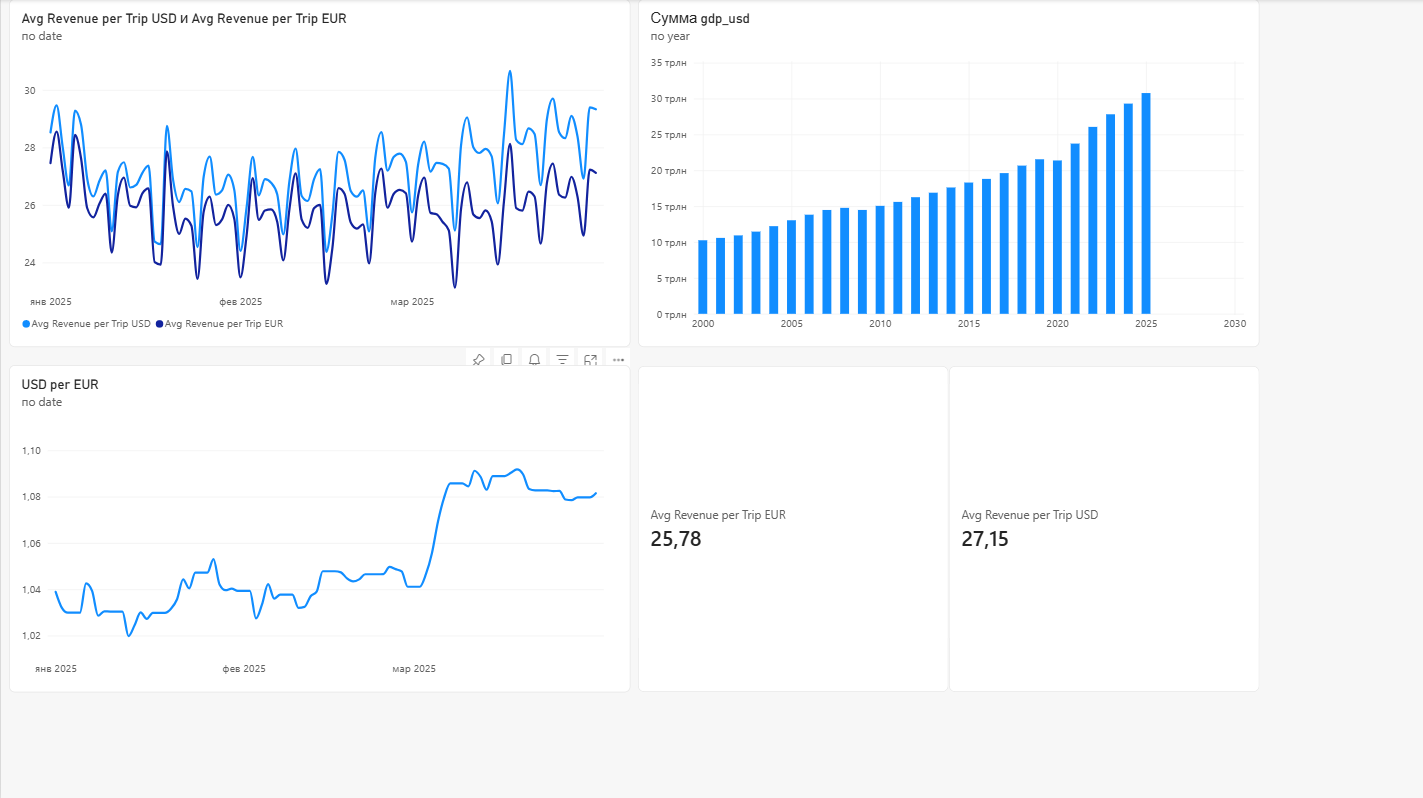 Avg Revenue per Trip USD и Avg Revenue per Trip EUR
по date
30
28
26
24
янв 2025
фев 2025
мар 2025
Avg Revenue per Trip USD
Avg Revenue per Trip EUR
Сумма gdp_usd
по year
35 трлн
30 трлн
25 трлн
20 трлн
15 трлн
10 трлн
5 трлн
0 трлн
2000
2005
2010
2015
2020
2025
2030
USD per EUR
по date
1,10
1,08
1,06
1,04
1,02
янв 2025
фев 2025
мар 2025
Avg Revenue per Trip EUR
25,78
Avg Revenue per Trip USD
27,15